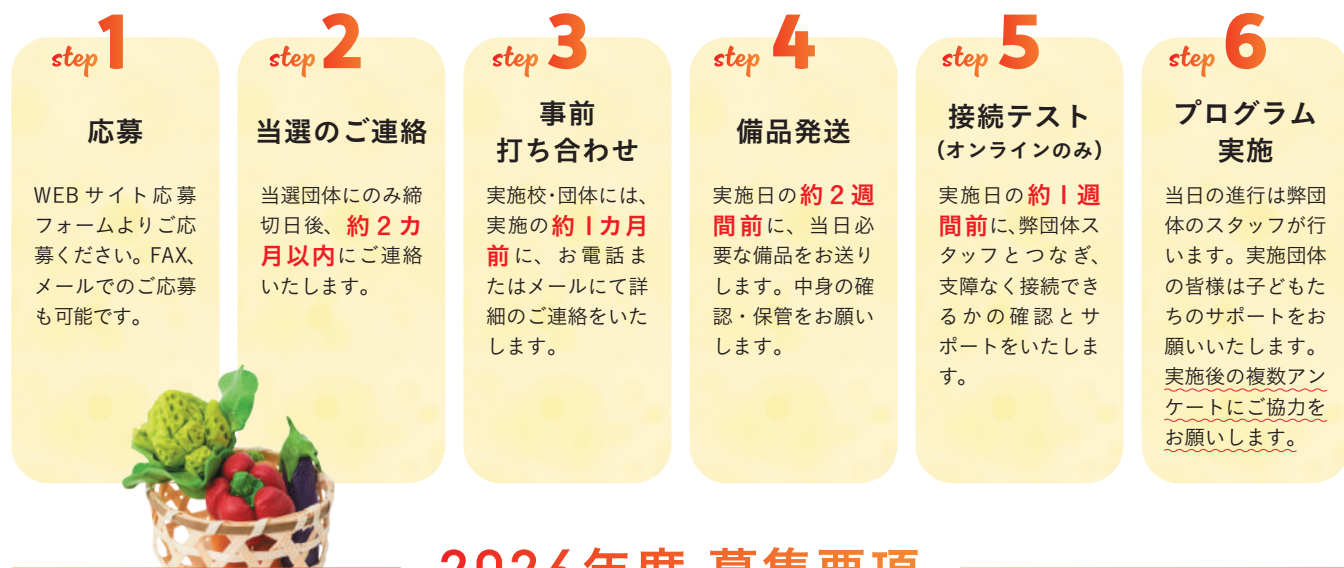 step 1
応募
WEBサイト応募
フォームよりご応
募ください。FAX、
メールでのご応募
も可能です。
step 2
当選のご連絡
当選団体にのみ締
切日後、約2カ
月以内にご連絡
いたします。
step 3
事前
打ち合わせ
実施校・団体には、
実施の約1カ月
前に、お電話ま
たはメールにて詳
細のご連絡をいた
します。
step 4
備品発送
実施日の約2週
間前に、当日必
要な備品をお送り
します。中身の確
認・保管をお願い
します。
step 5
接続テスト
(オンラインのみ)
実施日の約1週
間前に、弊団体ス
タッフとつなぎ、
支障なく接続でき
るかの確認とサ
ポートをいたしま
す。
step 6
プログラム
実施
当日の進行は弊団
体のスタッフが行
います。実施団体
の皆様は子どもた
ちのサポートをお
願いいたします。
実施後の複数アン
ケートにご協力を
お願いします。
2026年度 募集要項